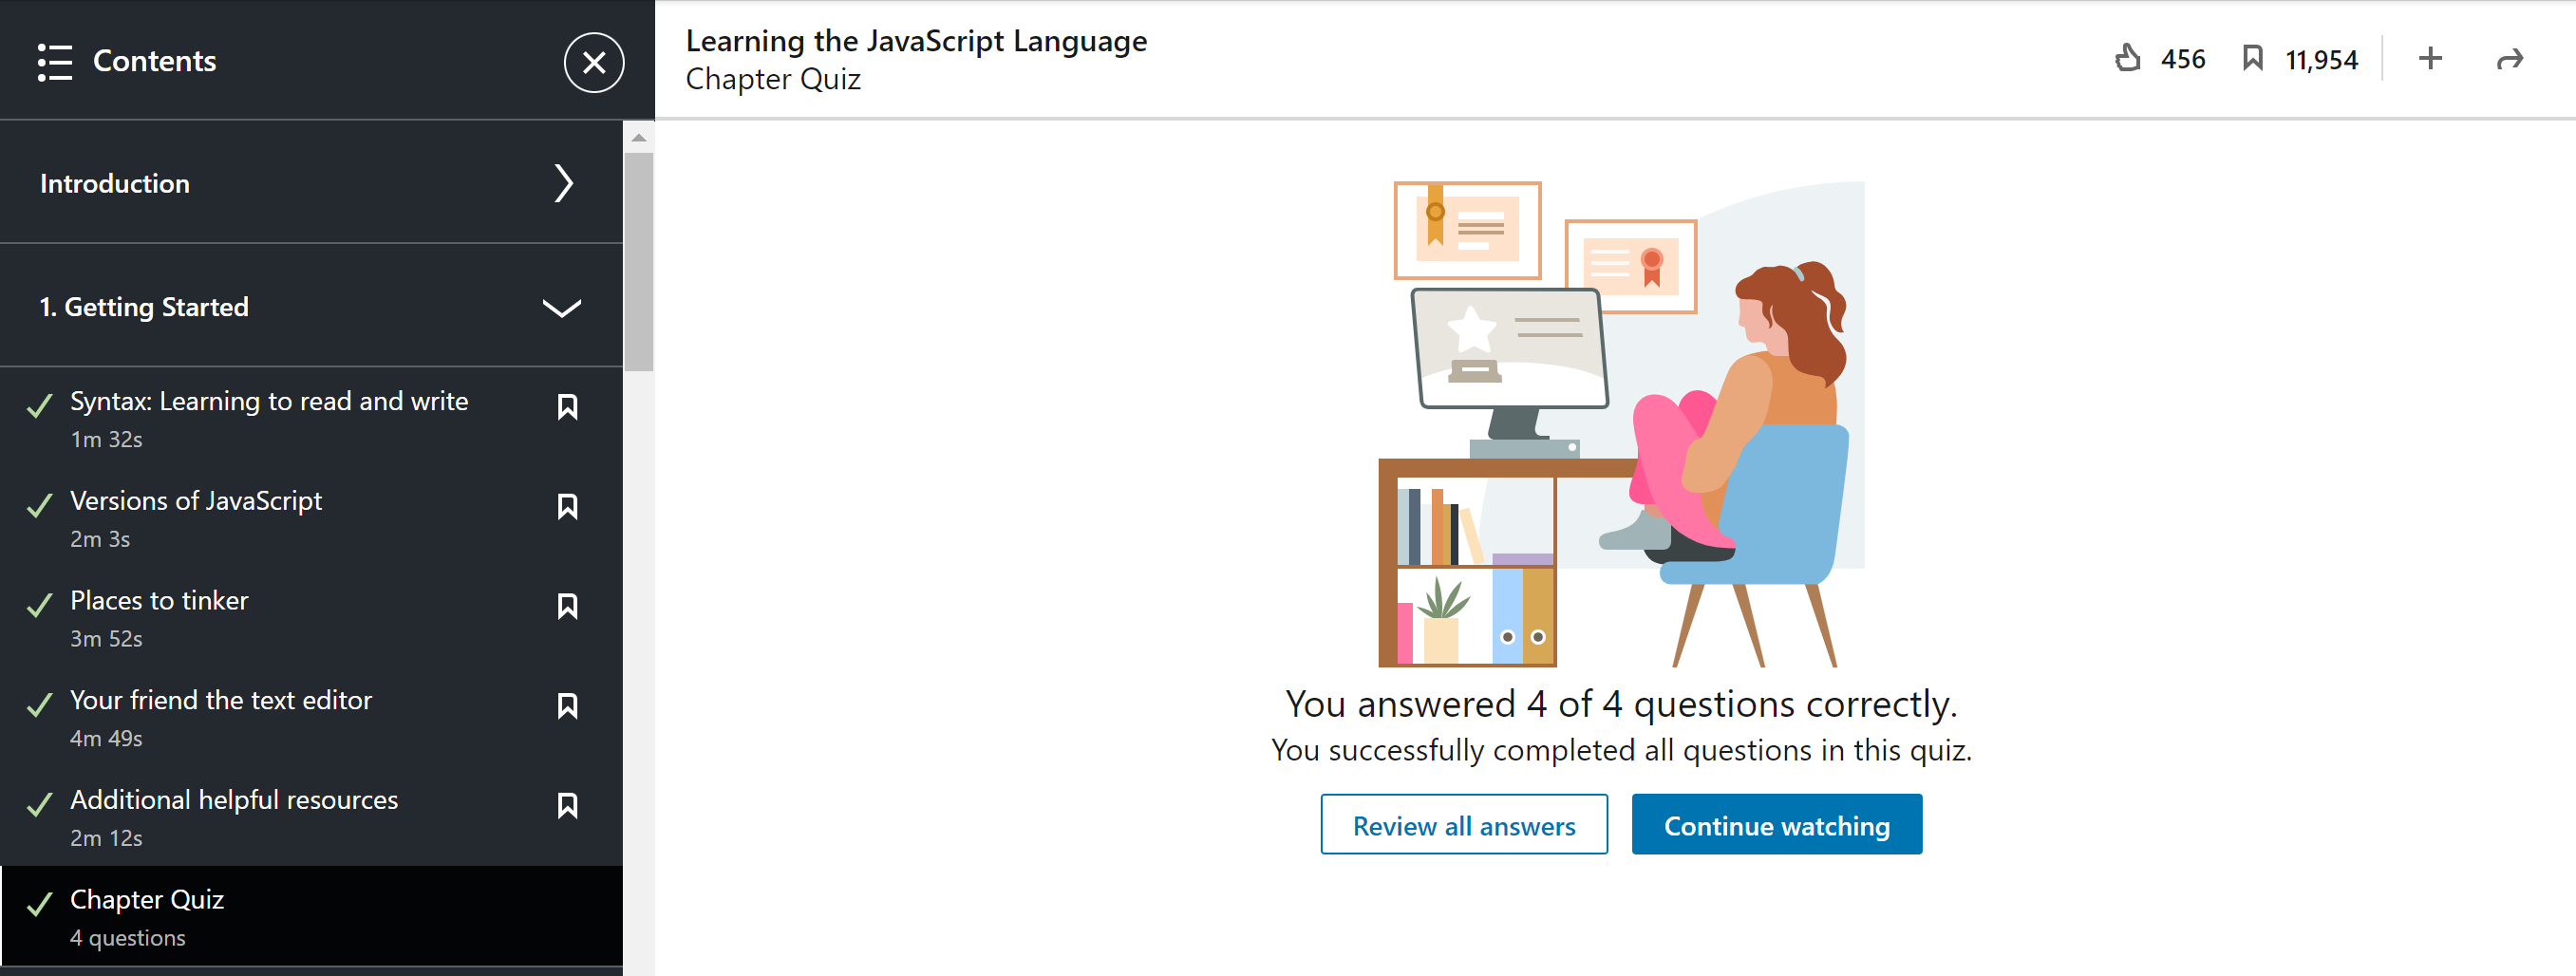 Contents
Introduction
1. Getting Started
Syntax: Learning to read and write
1m 32s
Versions of JavaScript
2m 3s
Places to tinker
3m 52s
Your friend the text editor
4m 49s
Additional helpful resources
2m 12s
Chapter Quiz
4 questions
Learning the JavaScript Language
Chapter Quiz
456 11,954
You answered 4 of 4 questions correctly.
You successfully completed all questions in this quiz.
Review all answers Continue watching